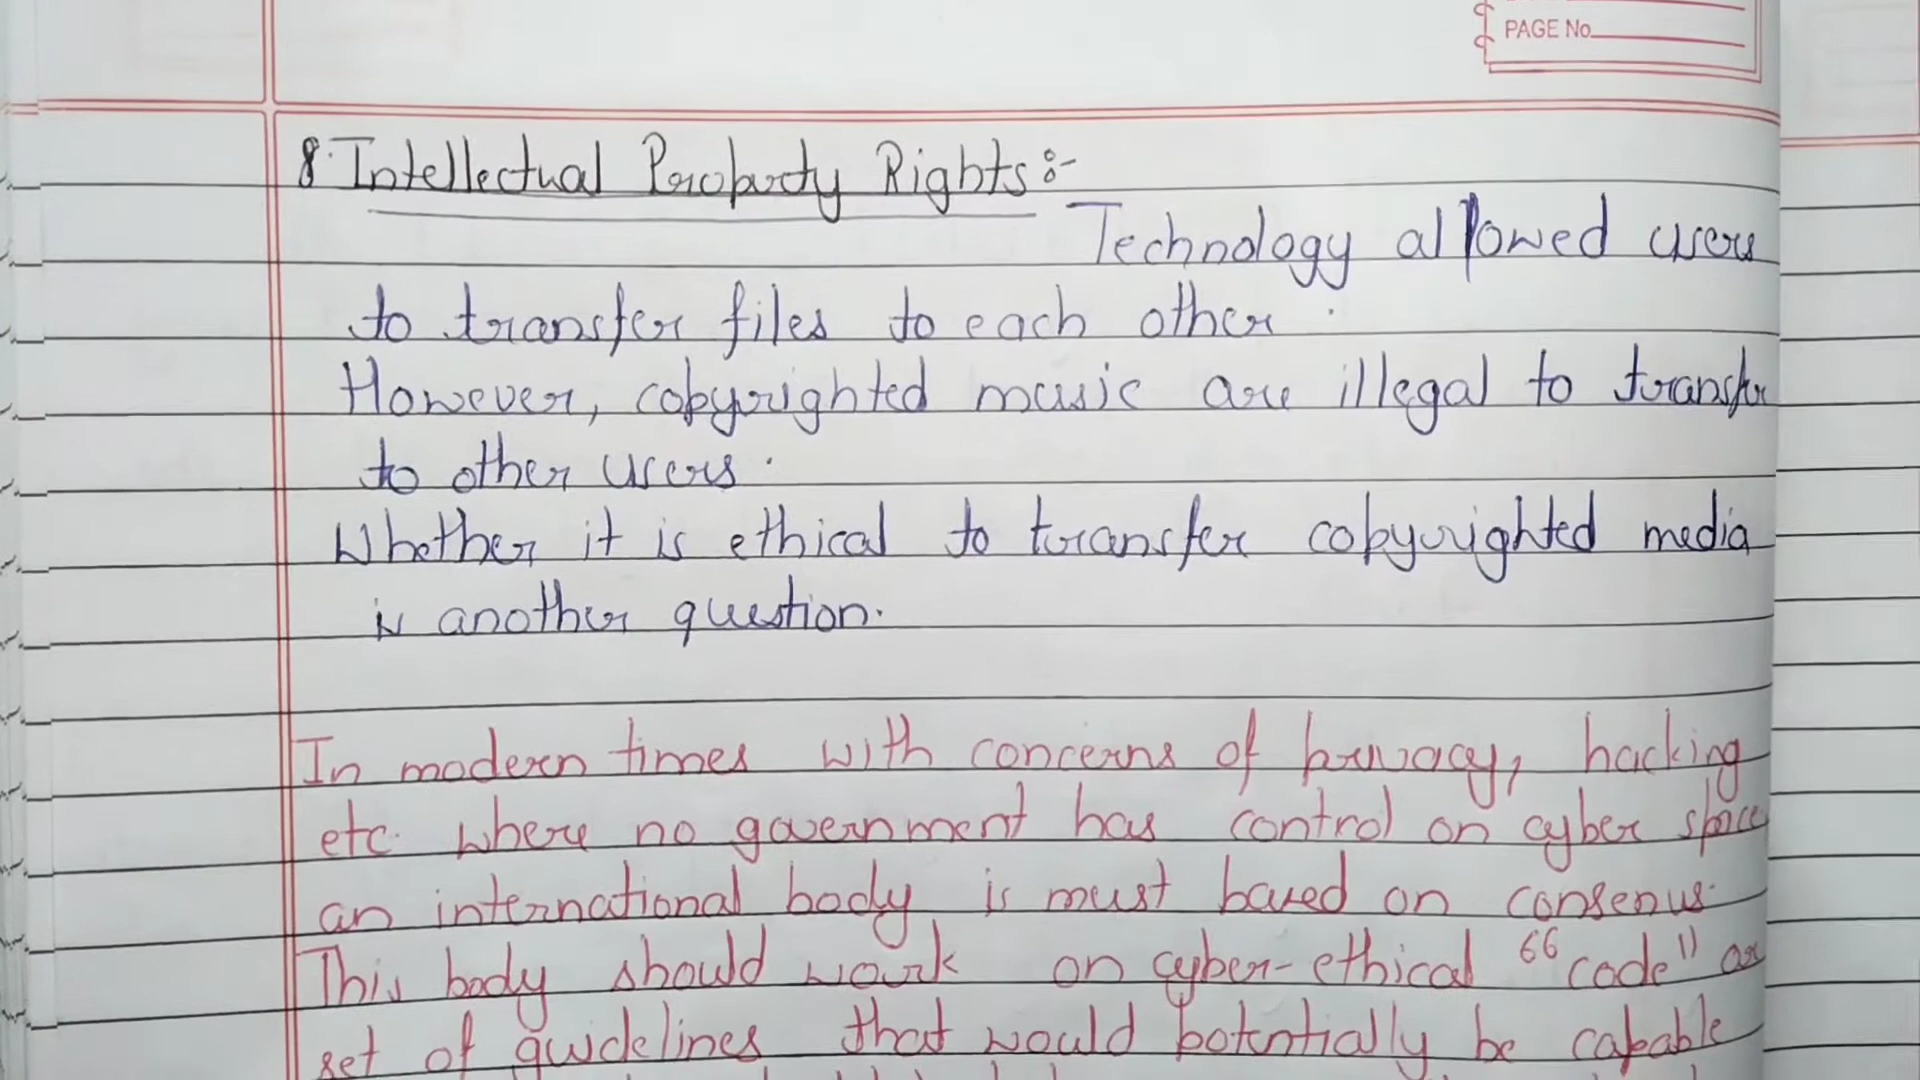 PAGE No.
8. Intellectual Property Rights:-
Technology allowed users
to transfer files to each other.
However, copyrighted music are illegal to transfer
to other users.
Whether it is ethical to transfer copyrighted media
is another question.
In modern times with concerns of privacy, hacking
etc. where no government has control on cyber space
an international body is must based on consenus.
This body should work on cyber-ethical "code" or
set of guidelines that would potentially be capable